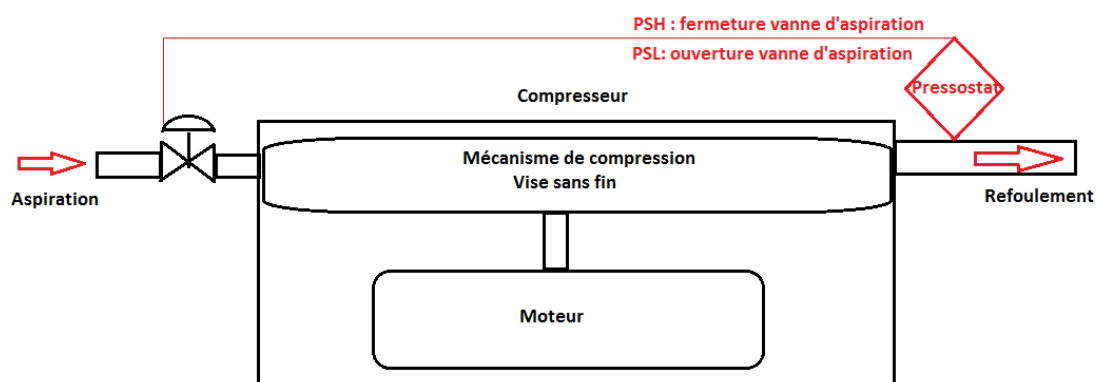 PSH : fermeture vanne d'aspiration
PSL: ouverture vanne d'aspiration
Pressostat
Compresseur
Mécanisme de compression
Vise sans fin
Aspiration
Refoulement
Moteur